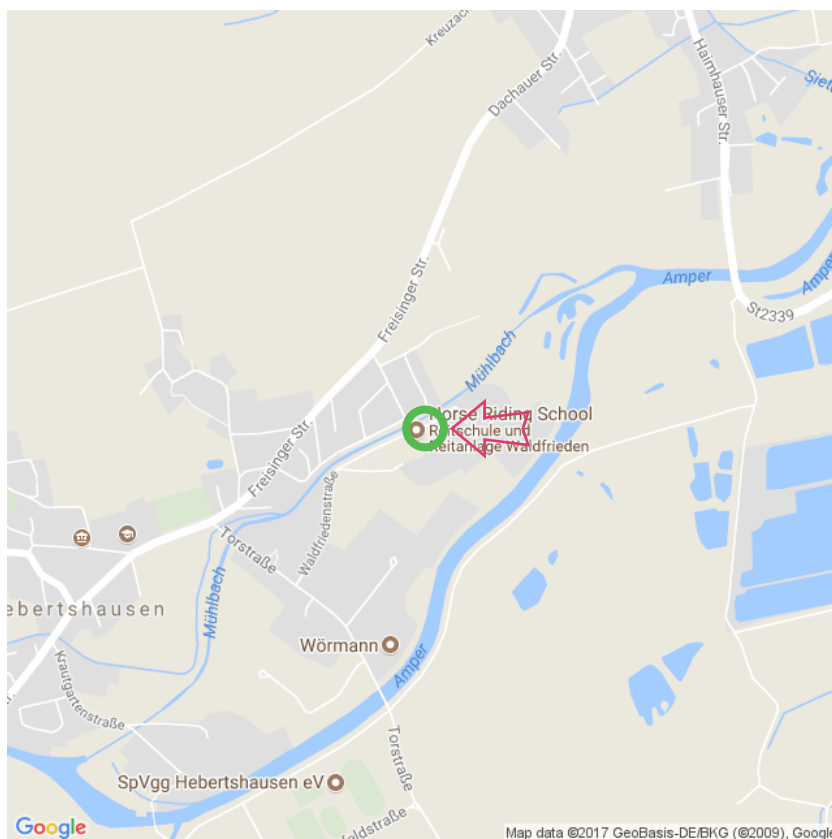 Kreuzach
Dachauer Str.
Haimhauser Str.
Amper
Amper
St2339
Freisinger Str.
Mühlbach
Horse Riding School
Reitschule und
Reitanlage Waldfrieden
Freisinger Str.
Waldfriedenstraße
Torstraße
Mühlbach
ebertshausen
Wörmann
Amper
Krautgartenstraße
Torstraße
SpVgg Hebertshausen eV
Google
Map data ©2017 GeoBasis-DE/BKG (©2009), Google